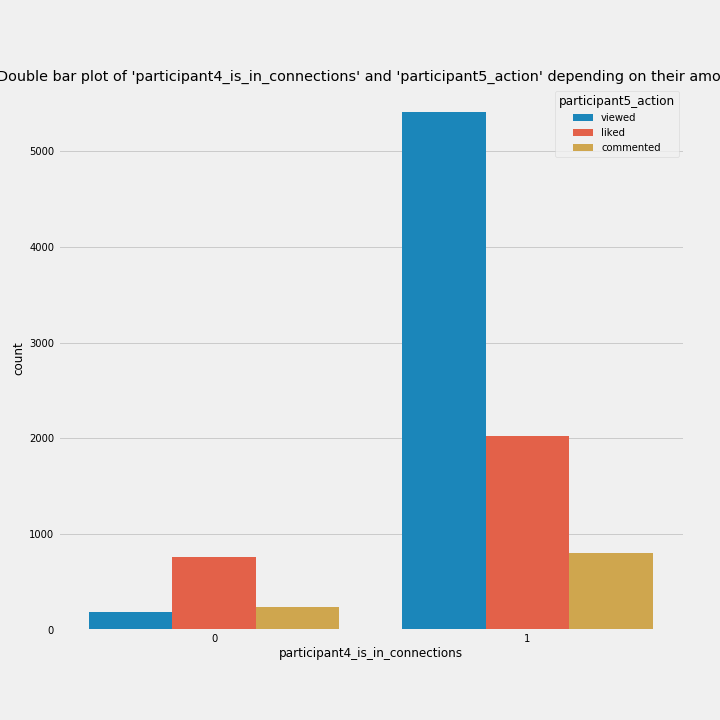 Double bar plot of 'participant4_is_in_connections' and 'participant5_action' depending on their amo
participant5_action
viewed
liked
commented
5000
4000
3000
2000
1000
0
count
0 1
participant4_is_in_connections